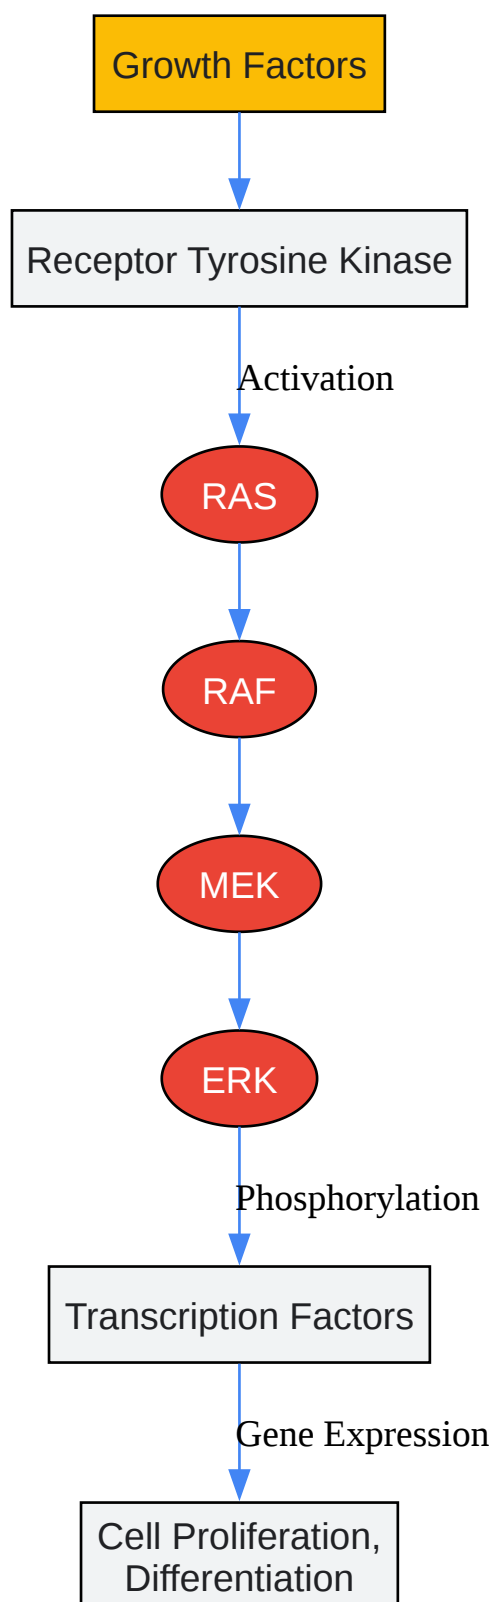 Growth Factors
Receptor Tyrosine Kinase
Activation
RAS
RAF
MEK
ERK
Phosphorylation
Transcription Factors
Gene Expression
Cell Proliferation,
Differentiation